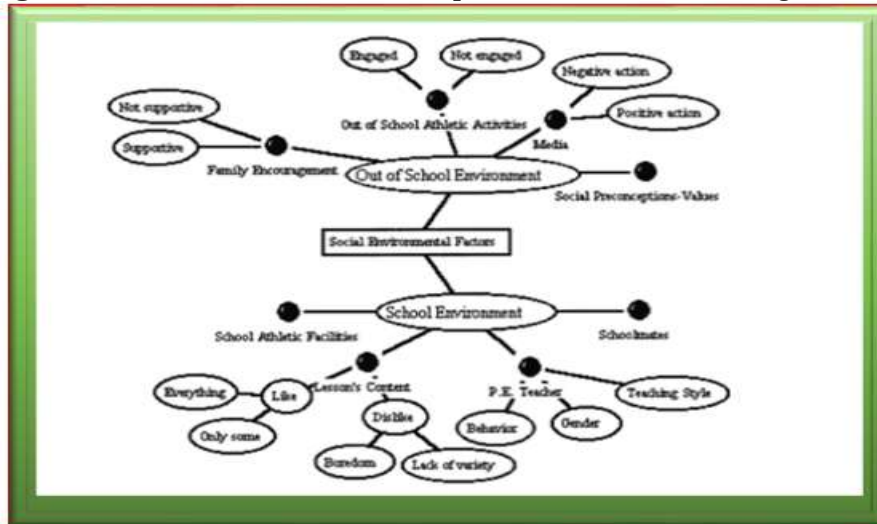 Engaged
Not engaged
Negative action
Not supportive
Positive action
Out of School Athletic Activities
Media
Supportive
Family Encouragement
Out of School Environment
Social Preconceptions-Values
Social Environmental Factors
School Environment
School Athletic Facilities
Schoolmates
Everything
Like
Lesson's Content
P.E. Teacher
Teaching Style
Only some
Dislike
Behavior
Gender
Boredom
Lack of variety